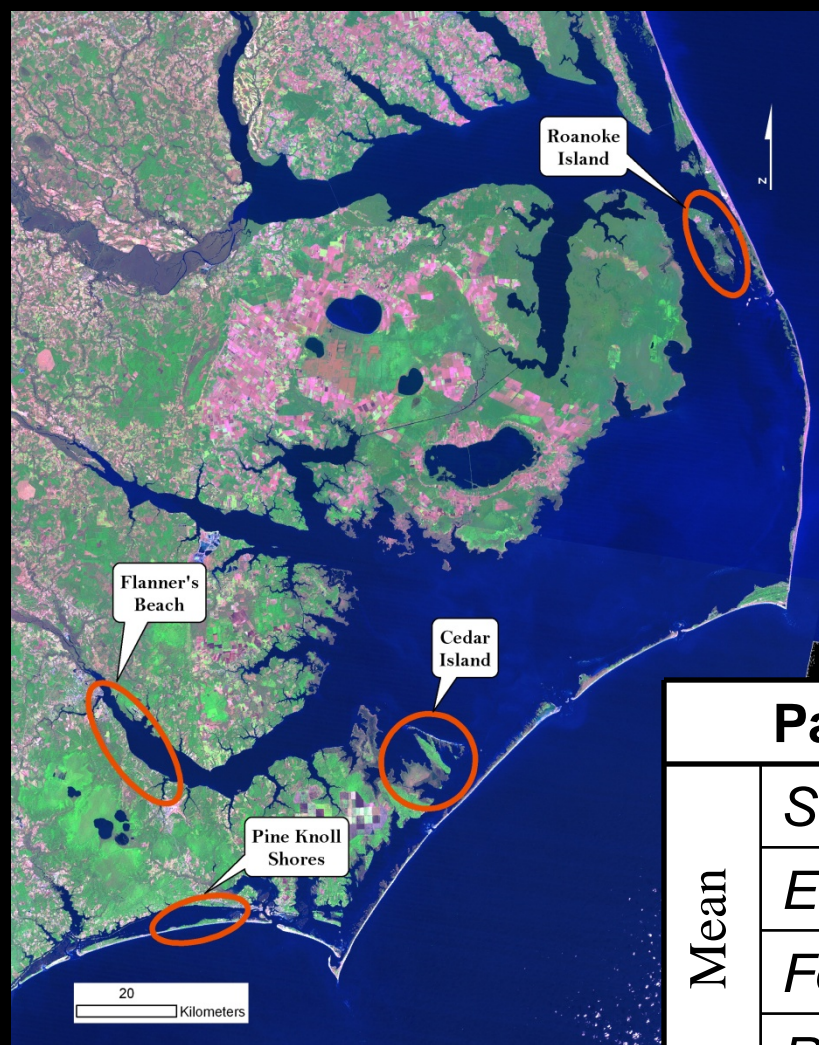 Roanoke
Island
N
Flanner's
Beach
Cedar
Island
Pine Knoll
Shores
20
Kilometers
Pa
Mean
S
E
Fo